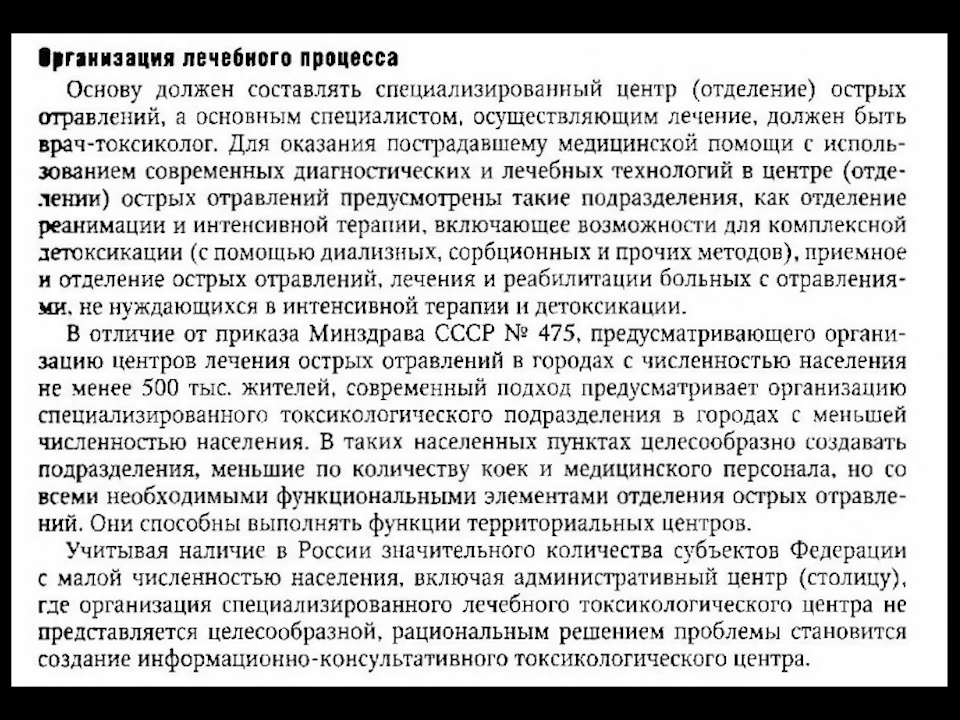 Организация лечебного процесса
Основу должен составлять специализированный центр (отделение) острых
отравлений, а основным специалистом, осуществляющим лечение, должен быть
врач-токсиколог. Для оказания пострадавшему медицинской помощи с исполь-
зованием современных диагностических и лечебных технологий в центре (отде-
лении) острых отравлений предусмотрены такие подразделения, как отделение
реанимации и интенсивной терапии, включающее возможности для комплексной
детоксикации (с помощью диализных, сорбционных и прочих методов), приемное
и отделение острых отравлений, лечения и реабилитации больных с отравления-
ми, не нуждающихся в интенсивной терапии и детоксикации.
В отличие от приказа Минздрава СССР № 475, предусматривающего органи-
зацию центров лечения острых отравлений в городах с численностью населения
не менее 500 тыс. жителей, современный подход предусматривает организацию
специализированного токсикологического подразделения в городах с меньшей
численностью населения. В таких населенных пунктах целесообразно создавать
подразделения, меньшие по количеству коек и медицинского персонала, но со
всеми необходимыми функциональными элементами отделения острых отравле-
ний. Они способны выполнять функции территориальных центров.
Учитывая наличие в России значительного количества субъектов Федерации
с малой численностью населения, включая административный центр (столицу),
где организация специализированного лечебного токсикологического центра не
представляется целесообразной, рациональным решением проблемы становится
создание информационно-консультативного токсикологического центра.